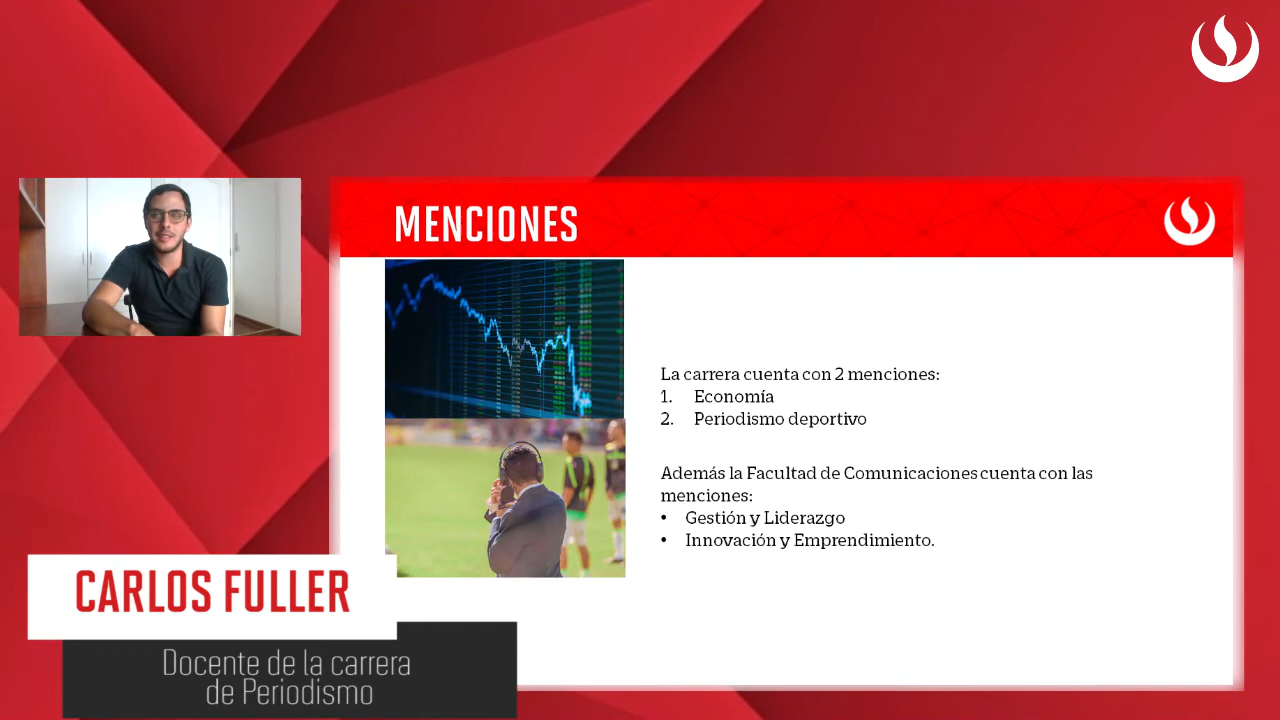 MENCIONES
La carrera cuenta con 2 menciones:
1. Economía
2. Periodismo deportivo
Además la Facultad de Comunicaciones cuenta con las
menciones:
• Gestión y Liderazgo
• Innovación y Emprendimiento.
CARLOS FULLER
Docente de la carrera
de Periodismo